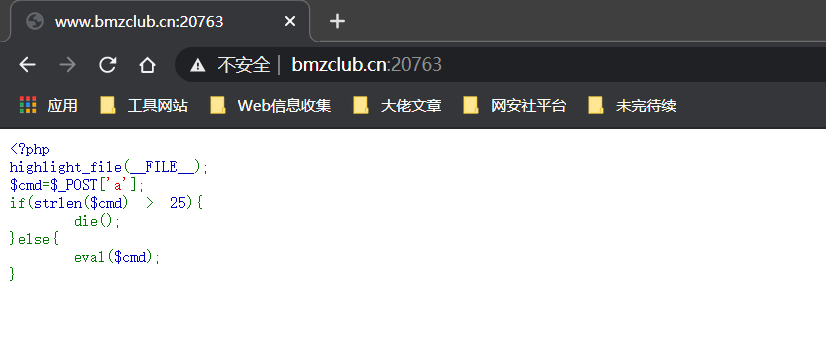 www.bmzclub.cn:20763
不安全 | bmzclub.cn:20763
应用 工具网站 Web信息收集 大佬文章 网安社平台 未完待续
<?php
highlight_file(__FILE__);
$cmd=$_POST['a'];
if(strlen($cmd) > 25){
        die();
}else{
        eval($cmd);
}